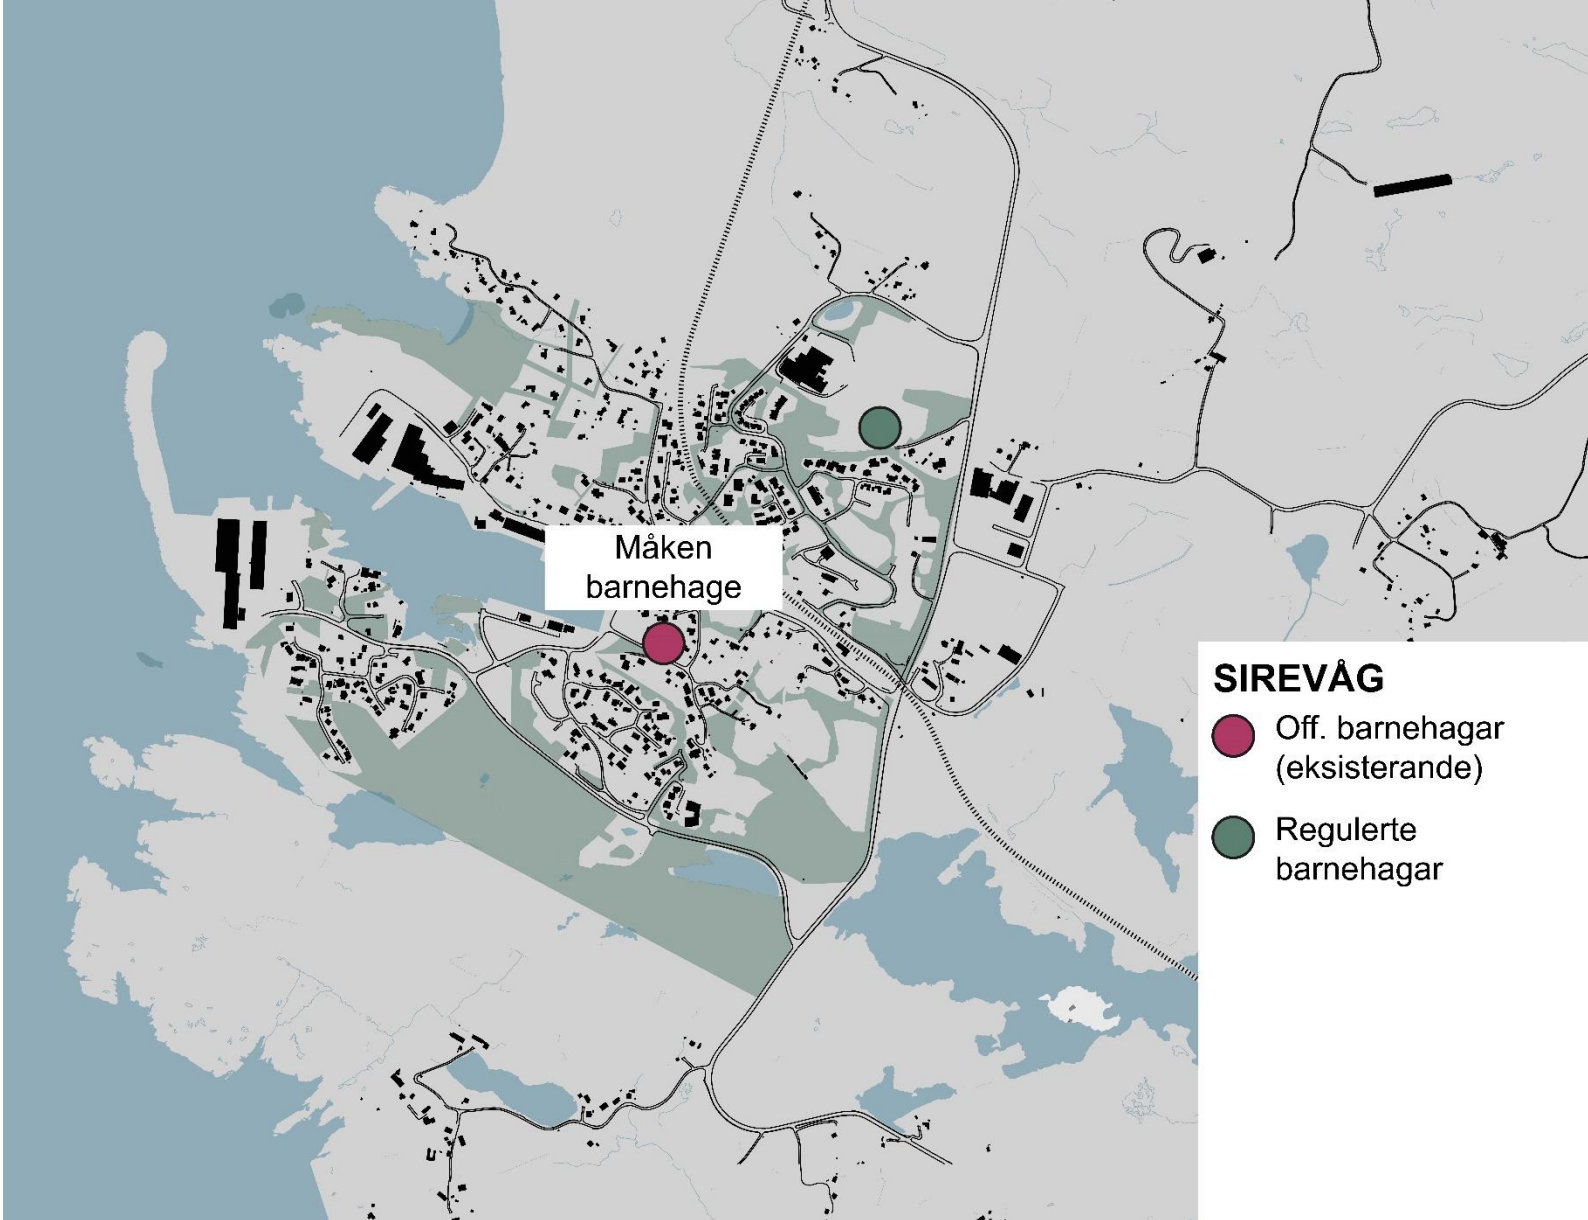 Måken
barnehage
SIREVÅG
Off. barnehagar
(eksisterande)
Regulerte
barnehagar